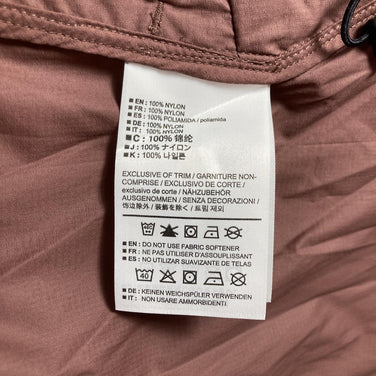 ■ EN: 100% NYLON
■ FR: 100% NYLON
■ ES: 100% POLIAMIDA / poliamida
■ DE: 100% NYLON
■ IT: 100% NYLON
■ C: 100% 锦纶
■ J: 100% ナイロン
■ K: 100% 나일론
EXCLUSIVE OF TRIM / GARNITURE NON-
COMPRISE / EXCLUSIVO DE CORTE /
exclusivo de corte / NÄHZUBEHÖR
AUSGENOMMEN / SENZA DECORAZIONI /
饰边除外 / 装飾を除く / 트림 제외
■ EN: DO NOT USE FABRIC SOFTENER
■ FR: NE PAS UTILISER D'ASSOUPLISSANT
■ ES: NO UTILIZAR SUAVIZANTE DE TELAS
40
■ DE: KEINEN WEICHSPÜLER VERWENDEN
■ IT: NON USARE AMMORBIDENTI